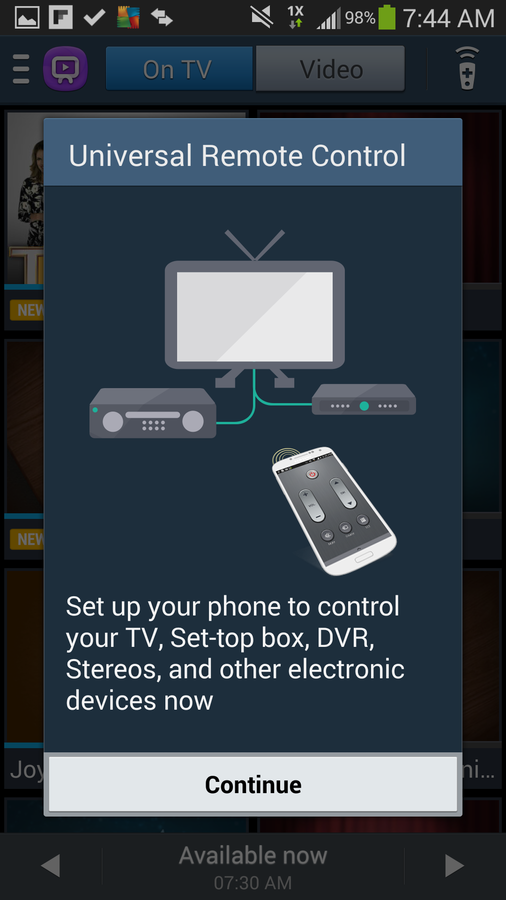 1X 98% 7:44 AM
On TV Video
Universal Remote Control
NEW
NEW
Set up your phone to control
your TV, Set-top box, DVR,
Stereos, and other electronic
devices now
Continue
Available now
07:30 AM